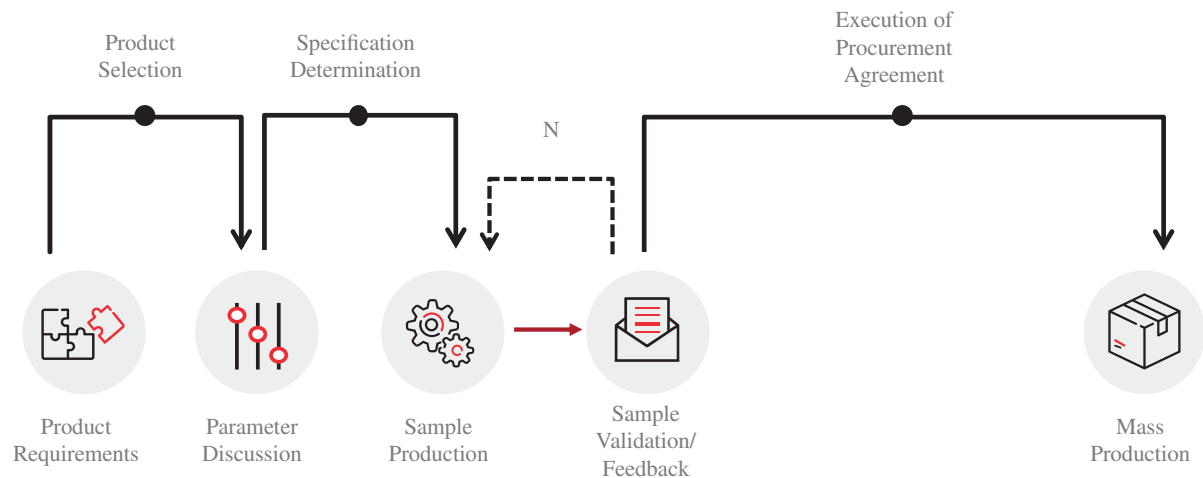 Product
Selection
Specification
Determination
Execution of
Procurement
Agreement
N
Product
Requirements
Parameter
Discussion
Sample
Production
Sample
Validation/
Feedback
Mass
Production